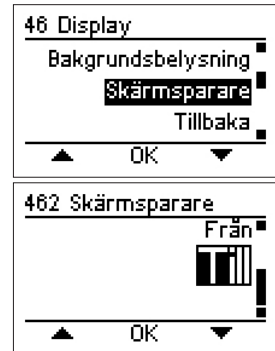 46 Display
Bakgrundsbelysning
Skärmsparare
Tillbaka
OK
462 Skärmsparare
Från
Till
OK